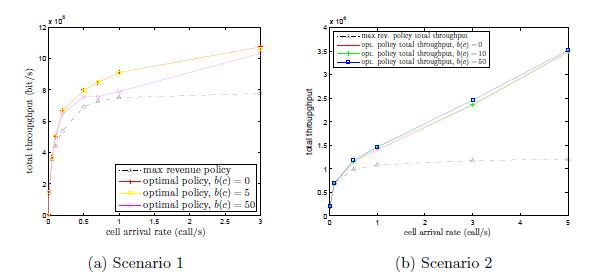 x 10⁵
12
10
8
6
4
2
0
0 0.5 1 1.5 2 2.5 3
total throughput (bit/s)
cell arrival rate (call/s)
max revenue policy
optimal policy, b(c) = 0
optimal policy, b(c) = 5
optimal policy, b(c) = 50
(a) Scenario 1
x 10⁶
4
3.5
3
2.5
2
1.5
1
0.5
0
0 1 2 3 4 5
total throughput
cell arrival rate (call/s)
max rev. policy total throughput
opt. policy total throughput, b(c) = 0
opt. policy total throughput, b(c) = 10
opt. policy total throughput, b(c) = 50
(b) Scenario 2